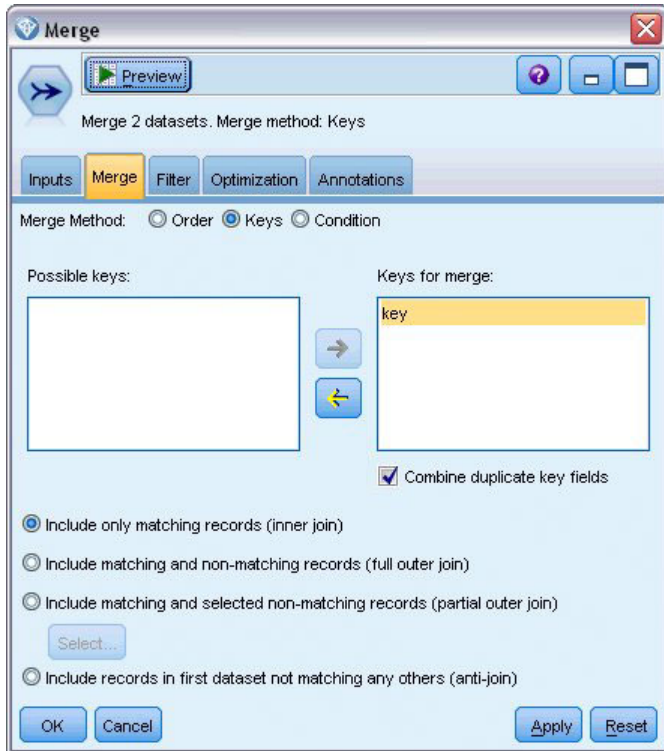 Merge
Preview
Merge 2 datasets. Merge method: Keys
Inputs Merge Filter Optimization Annotations
Merge Method: Order Keys Condition
Possible keys: Keys for merge:
key
Combine duplicate key fields
Include only matching records (inner join)
Include matching and non-matching records (full outer join)
Include matching and selected non-matching records (partial outer join)
Select...
Include records in first dataset not matching any others (anti-join)
OK Cancel Apply Reset